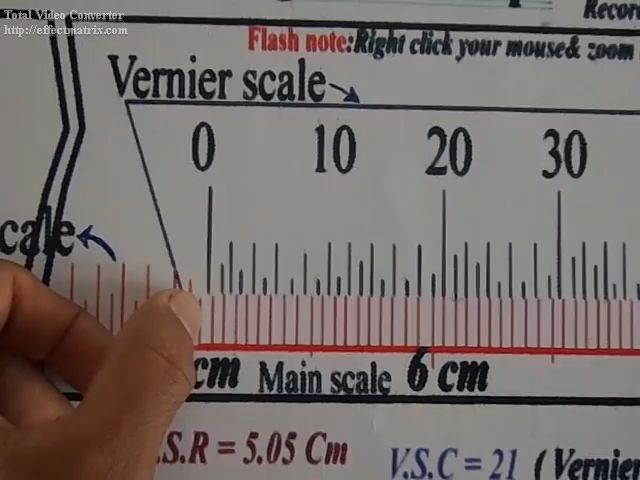 Total Video Converter
http://effectmatrix.com
Record
Flash note:Right click your mouse& zoom
Vernier scale
0 10 20 30
cale
cm Main scale 6 cm
.S.R = 5.05 Cm V.S.C = 21 (Vernier